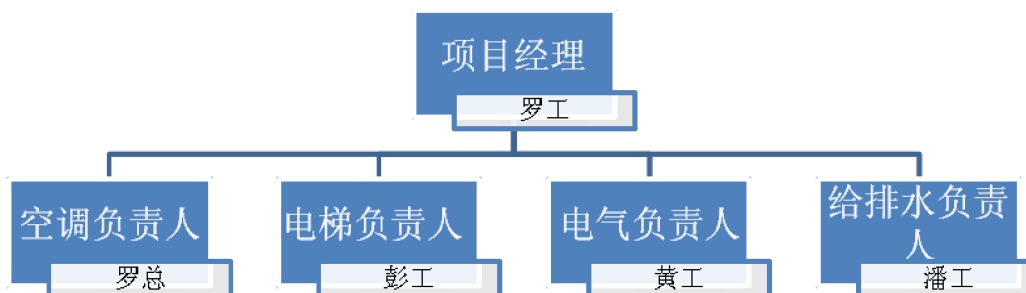 项目经理
罗工
空调负责人
罗总
电梯负责人
彭工
电气负责人
黄工
给排水负责
人
潘工